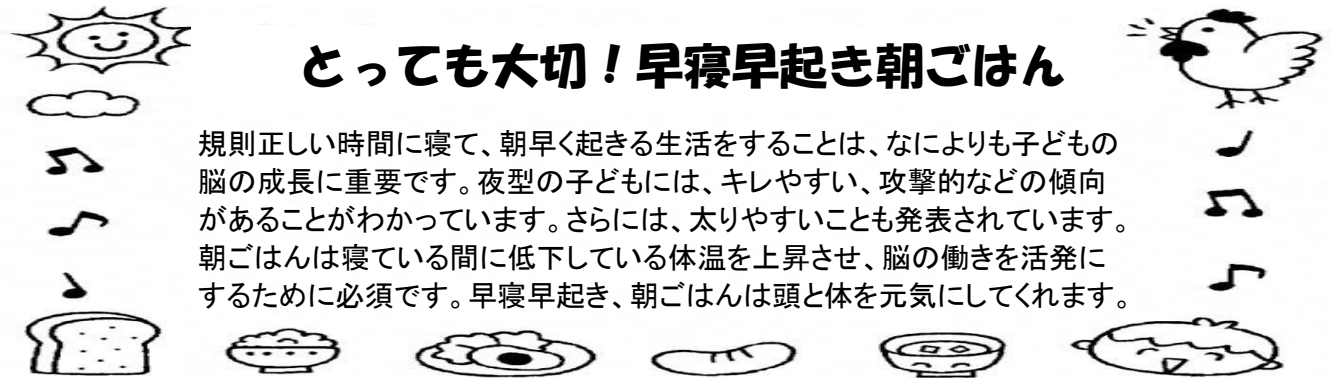 とっても大切！早寝早起き朝ごはん
規則正しい時間に寝て、朝早く起きる生活をすることは、なによりも子どもの
脳の成長に重要です。夜型の子どもには、キレやすい、攻撃的などの傾向
があることがわかっています。さらには、太りやすいことも発表されています。
朝ごはんは寝ている間に低下している体温を上昇させ、脳の働きを活発に
するために必須です。早寝早起き、朝ごはんは頭と体を元気にしてくれます。